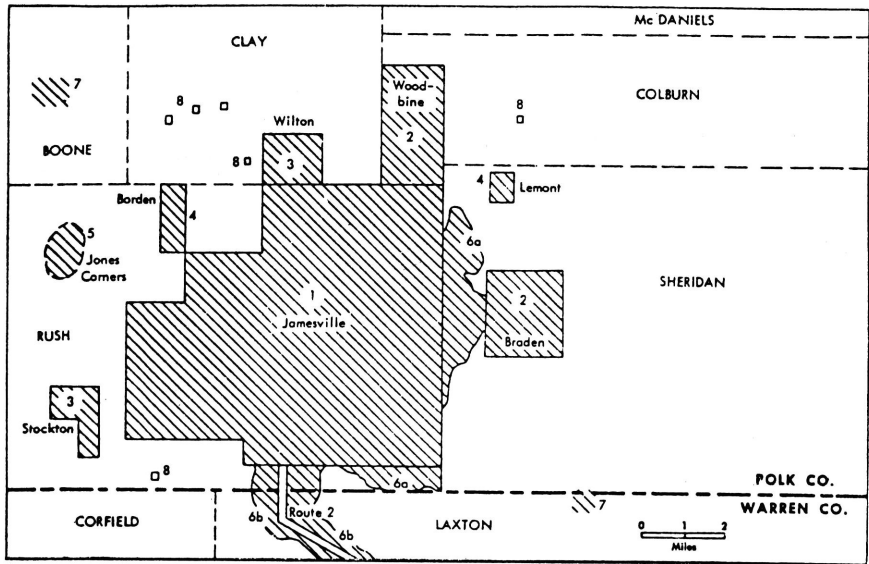 Mc DANIELS
CLAY
7
8
Wood-
bine
COLBURN
8
Wilton
2
BOONE
8
3
4
Lemont
Borden
4
5
Jones
Corners
6a
SHERIDAN
1
Jamesville
2
Braden
RUSH
3
Stockton
8
6a
POLK CO.
WARREN CO.
7
CORFIELD
6b
Route 2
6b
LAXTON
0 1 2
Miles